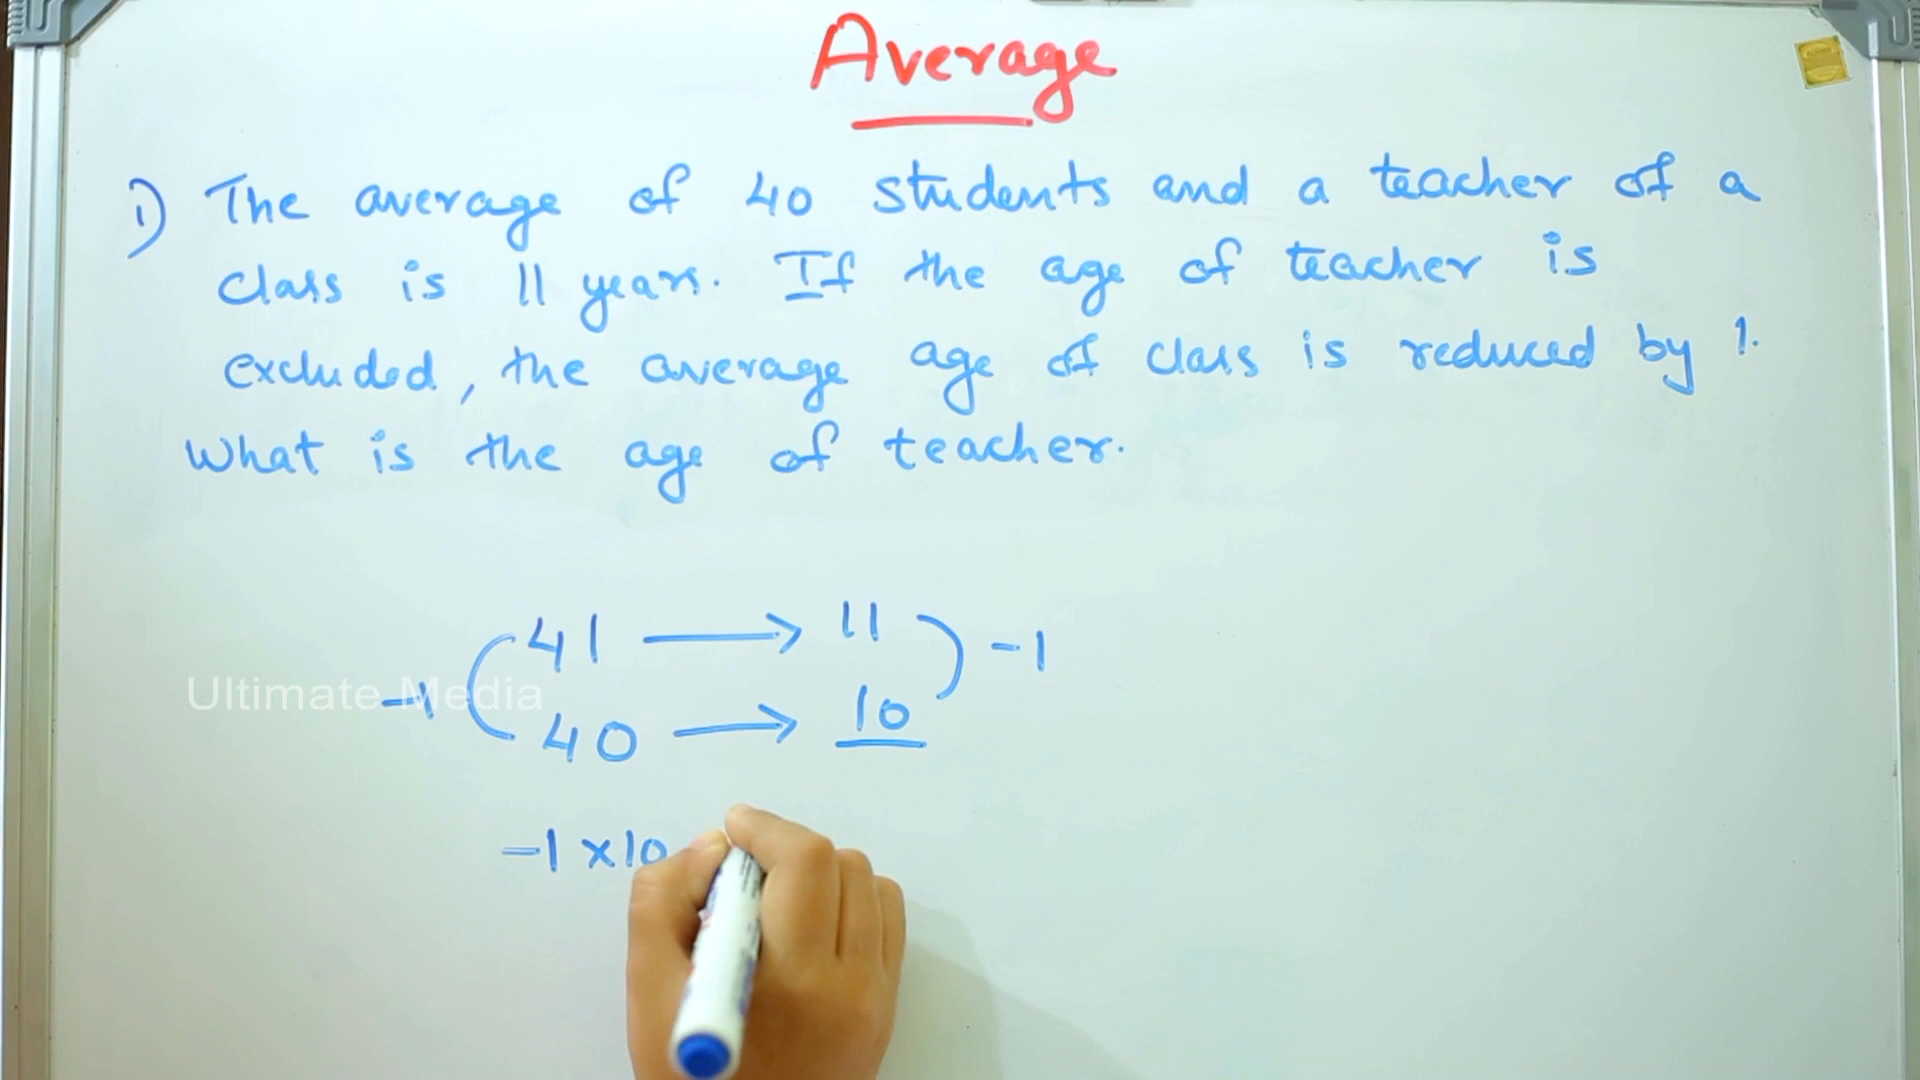 Average
1) The average of 40 students and a teacher of a
class is 11 years. If the age of teacher is
excluded, the average age of class is reduced by 1.
What is the age of teacher.
41 → 11 -1
Ultimate Media
-1
40 → 10
-1 x 10